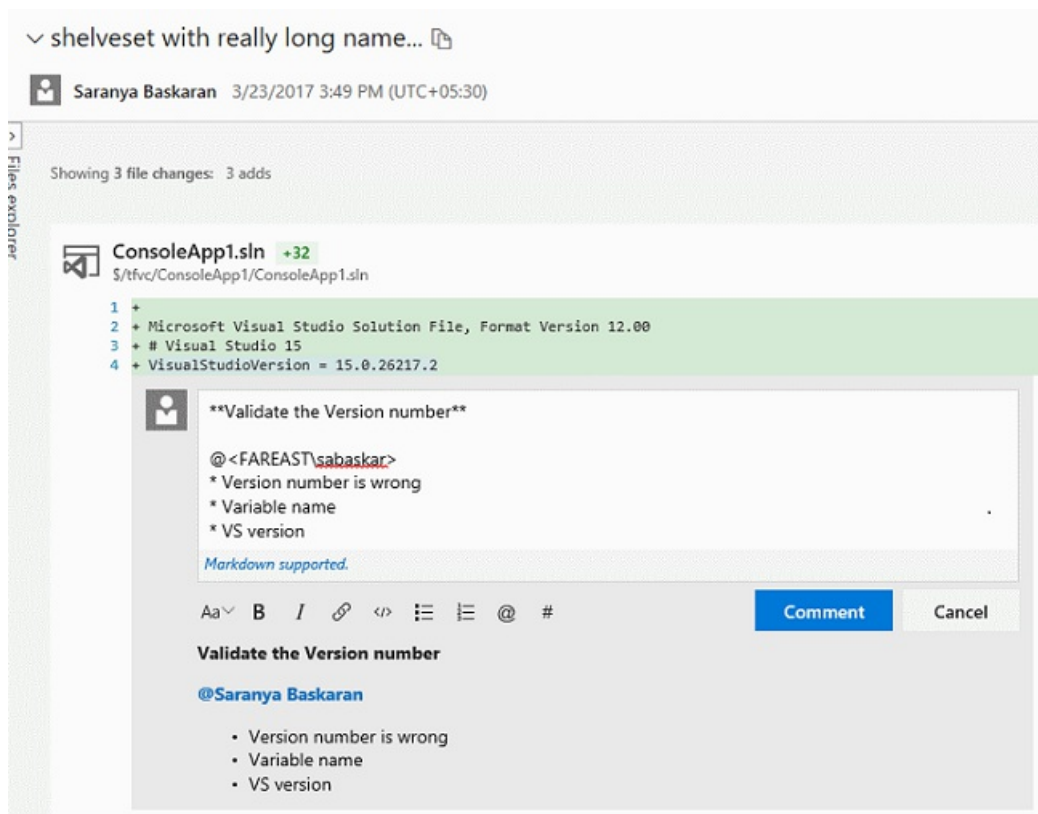 shelveset with really long name...
Saranya Baskaran 3/23/2017 3:49 PM (UTC+05:30)
Files explorer
Showing 3 file changes: 3 adds
ConsoleApp1.sln +32
$/tfvc/ConsoleApp1/ConsoleApp1.sln
1 +
2 + Microsoft Visual Studio Solution File, Format Version 12.00
3 + # Visual Studio 15
4 + VisualStudioVersion = 15.0.26217.2
**Validate the Version number**
@<FAREAST\sabaskar>
* Version number is wrong
* Variable name
* VS version
Markdown supported.
Aa B I </> @ # Comment Cancel
Validate the Version number
@Saranya Baskaran
• Version number is wrong
• Variable name
• VS version